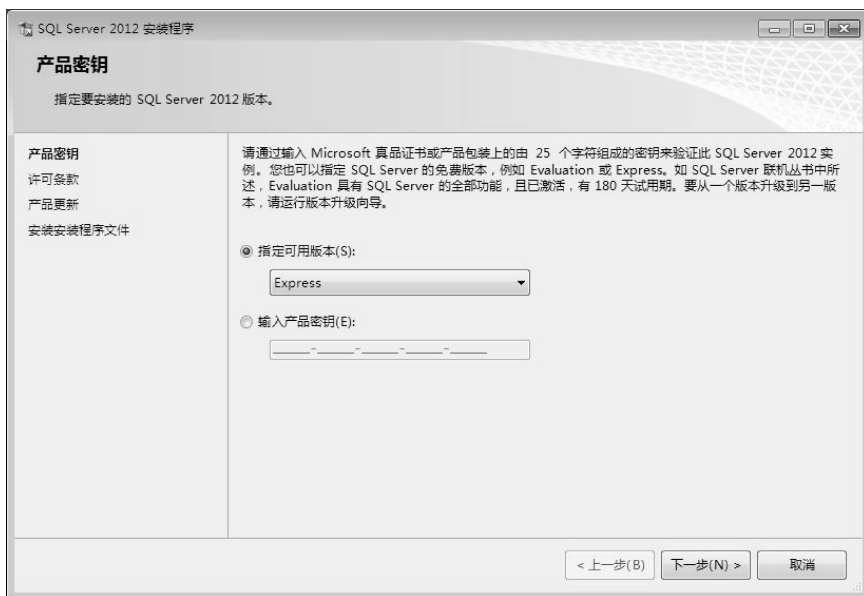 SQL Server 2012 安装程序
产品密钥
指定要安装的 SQL Server 2012 版本。
产品密钥
许可条款
产品更新
安装安装程序文件
请通过输入 Microsoft 真品证书或产品包装上的由 25 个字符组成的密钥来验证此 SQL Server 2012 实
例。您也可以指定 SQL Server 的免费版本，例如 Evaluation 或 Express。如 SQL Server 联机丛书中所
述，Evaluation 具有 SQL Server 的全部功能，且已激活，有 180 天试用期。要从一个版本升级到另一版
本，请运行版本升级向导。
指定可用版本(S):
Express
输入产品密钥(E):
_____-_____-_____-_____-_____
< 上一步(B)
下一步(N) >
取消